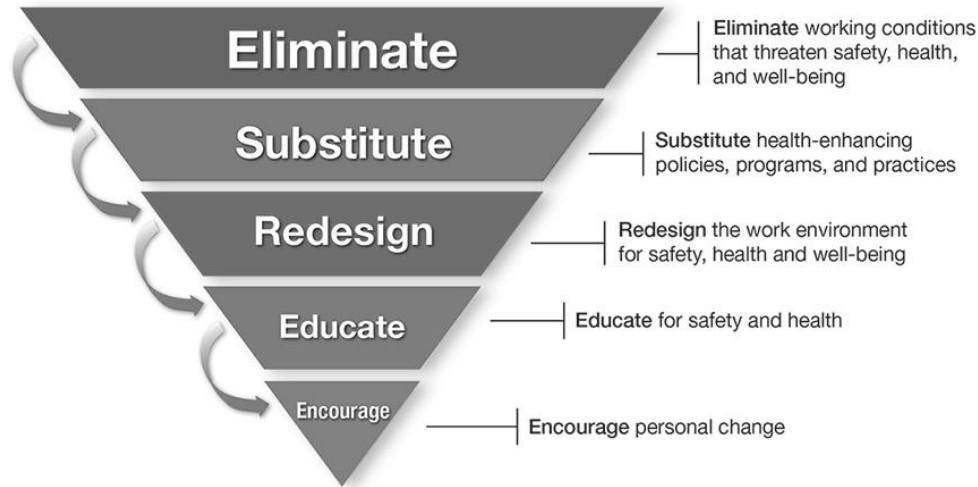 Eliminate
Eliminate working conditions
that threaten safety, health,
and well-being
Substitute
Substitute health-enhancing
policies, programs, and practices
Redesign
Redesign the work environment
for safety, health and well-being
Educate
Educate for safety and health
Encourage
Encourage personal change